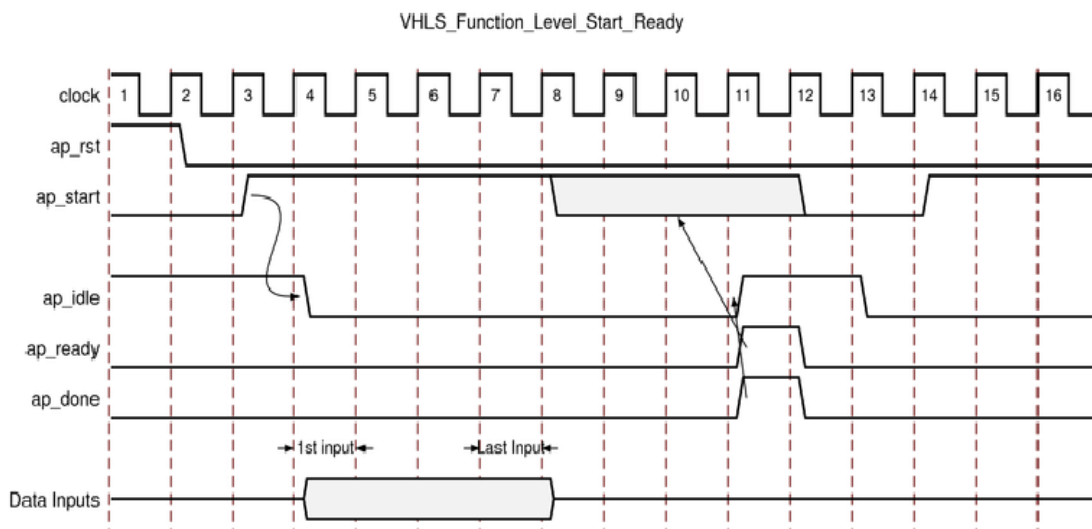 VHLS_Function_Level_Start_Ready
clock 1 2 3 4 5 6 7 8 9 10 11 12 13 14 15 16
ap_rst
ap_start
ap_idle
ap_ready
ap_done
1st input Last Input
Data Inputs